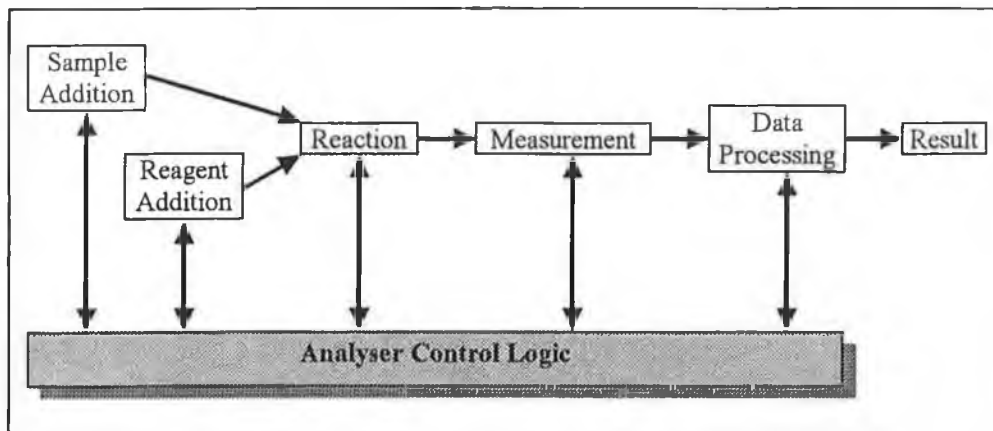 Sample
Addition
Reagent
Addition
Reaction
Measurement
Data
Processing
Result
Analyser Control Logic